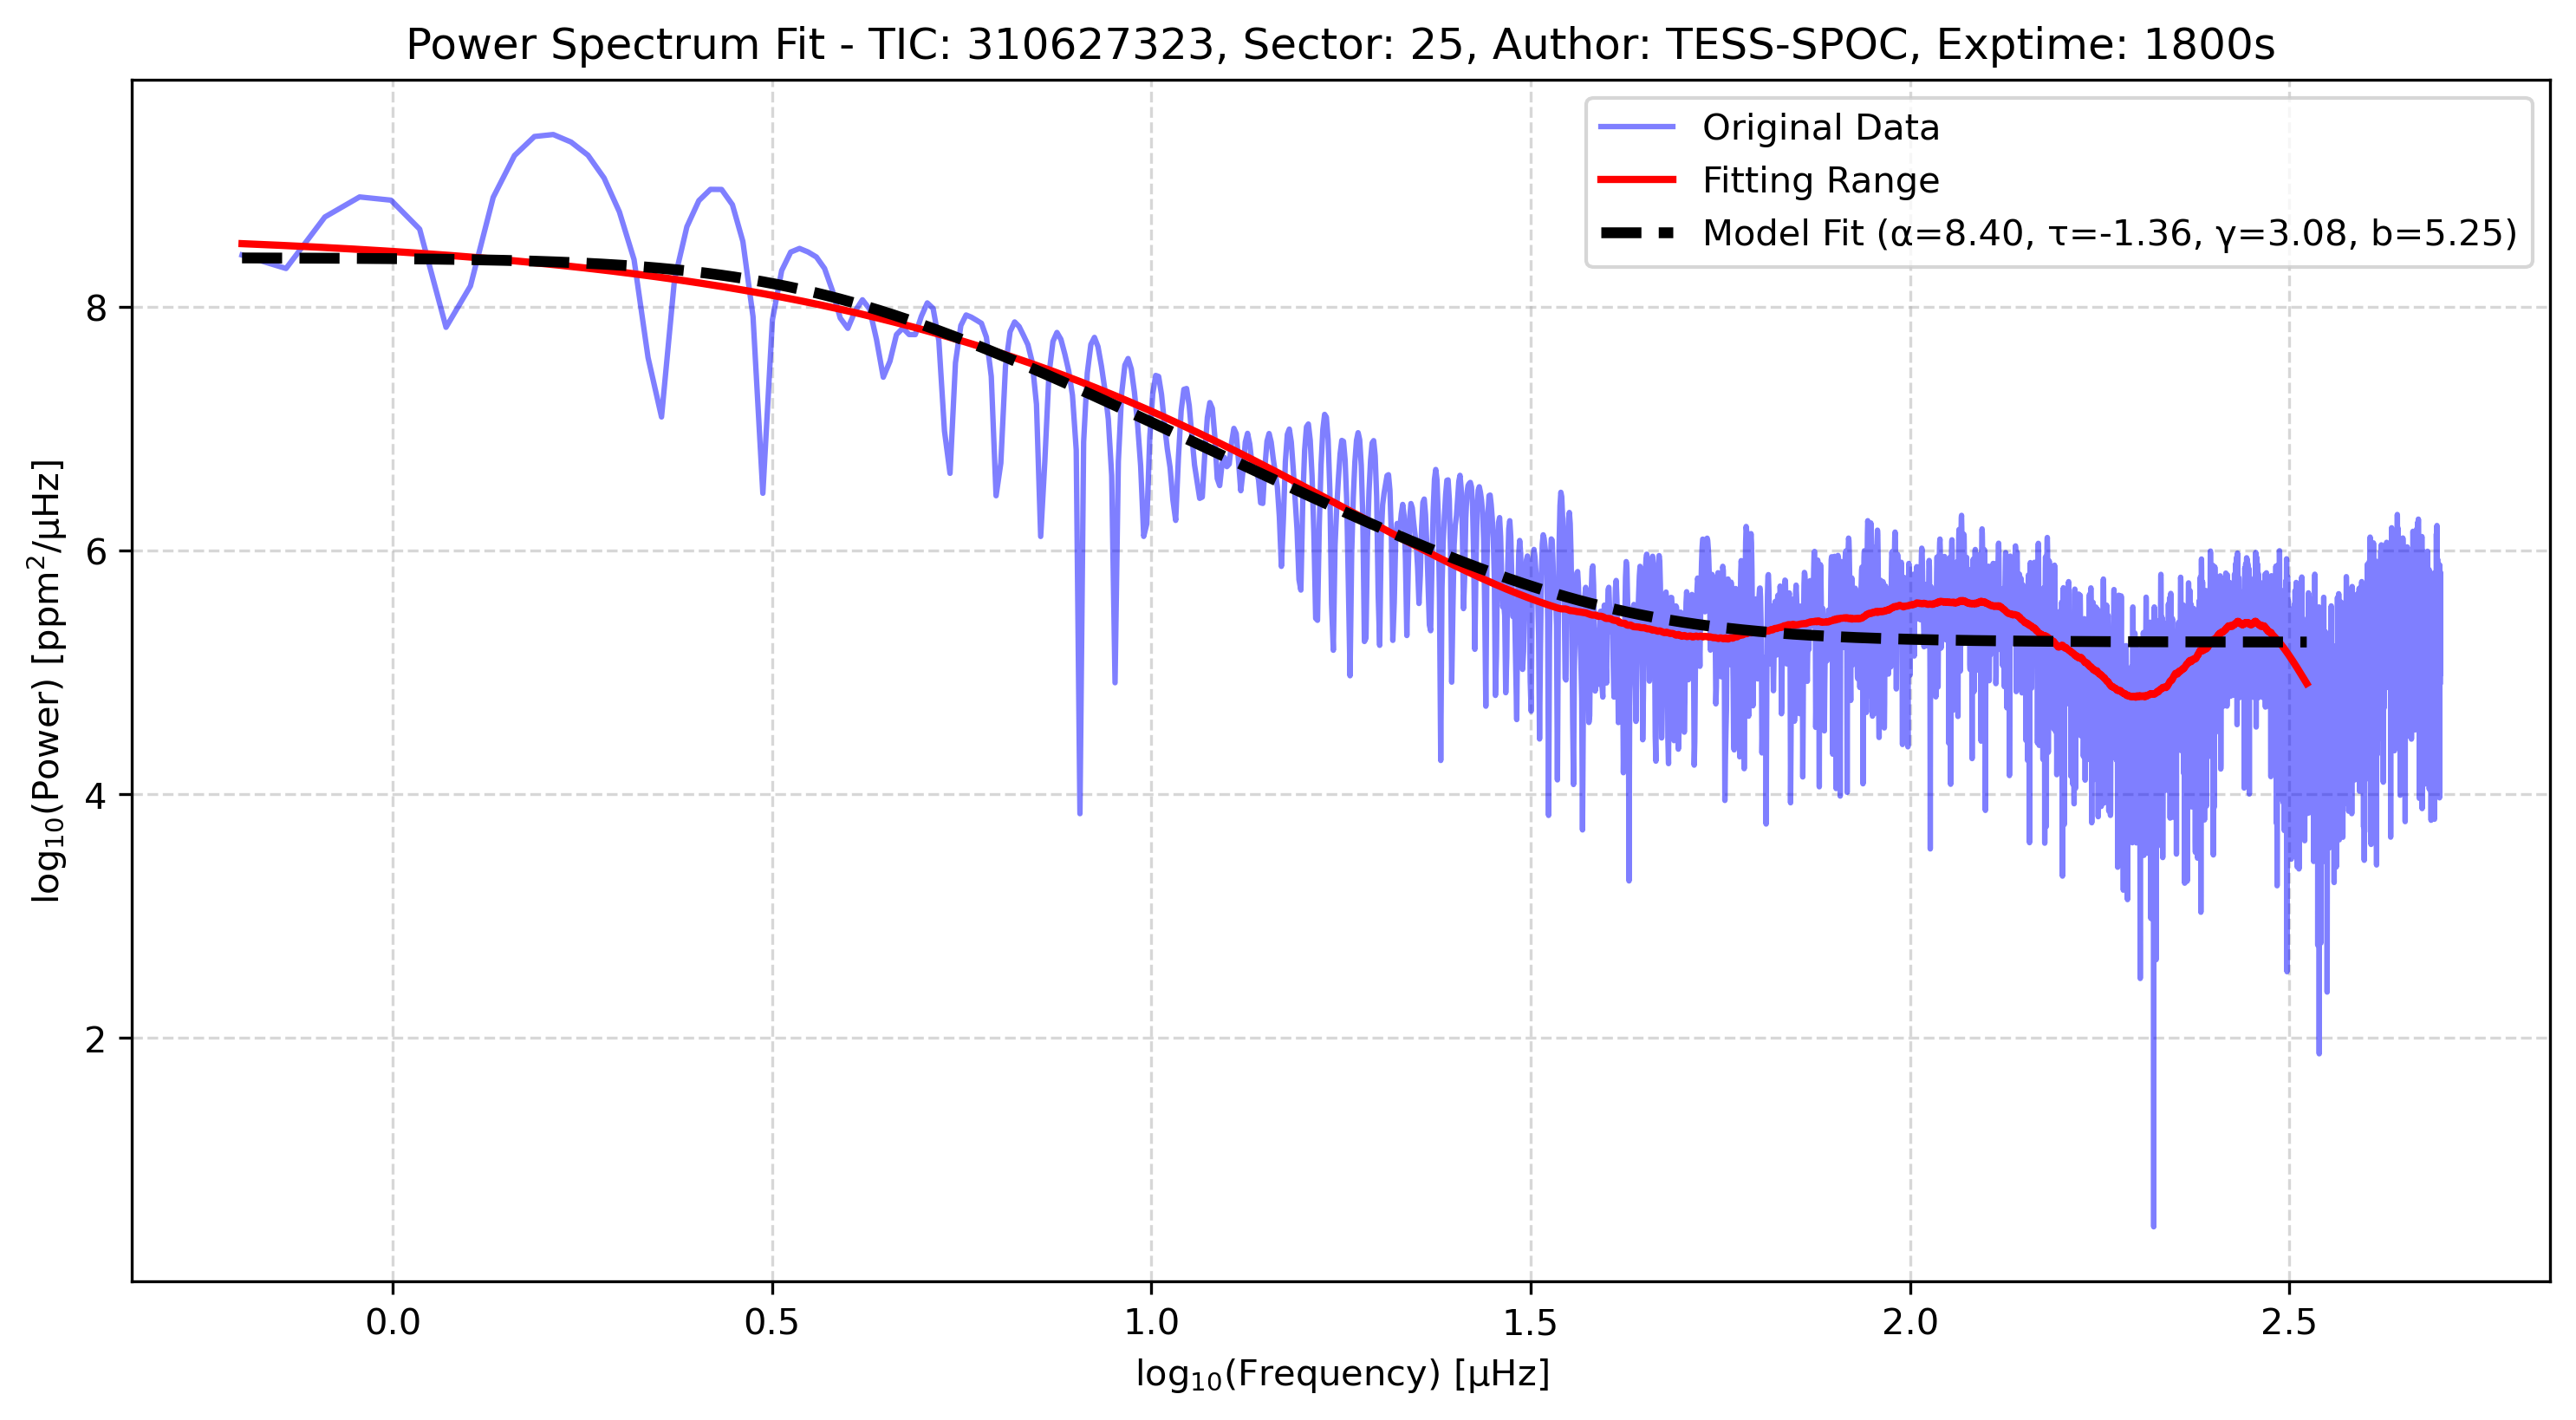 Power Spectrum Fit - TIC: 310627323, Sector: 25, Author: TESS-SPOC, Exptime: 1800s
Original Data
Fitting Range
Model Fit (α=8.40, τ=-1.36, γ=3.08, b=5.25)
log₁₀(Power) [ppm²/μHz]
8
6
4
2
0.0 0.5 1.0 1.5 2.0 2.5
log₁₀(Frequency) [μHz]